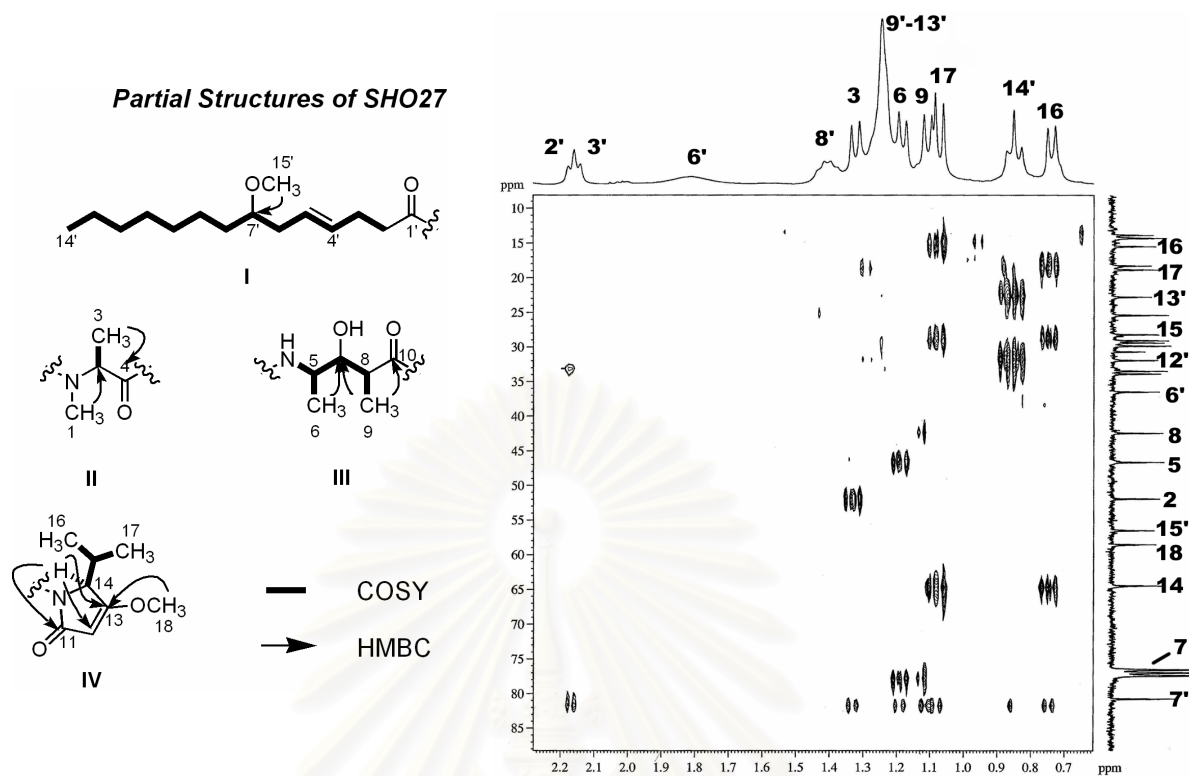 Partial Structures of SHO27
15'
OCH3
O
14'
7'
4'
1'
I
3
CH3
4
N
CH3
O
1
II
H
N
OH
O
5
8
10
CH3
CH3
6
9
III
16
H3C
17
CH3
H
14
N
OCH3
13
18
O
11
IV
COSY
HMBC
9'-13'
17
3
6
9
14'
16
8'
2'
3'
6'
ppm
10
15
20
25
30
35
40
45
50
55
60
65
70
75
80
85
2.2 2.1 2.0 1.9 1.8 1.7 1.6 1.5 1.4 1.3 1.2 1.1 1.0 0.9 0.8 0.7 ppm
16
17
13'
15
12'
6'
8
5
2
15'
18
14
7
7'